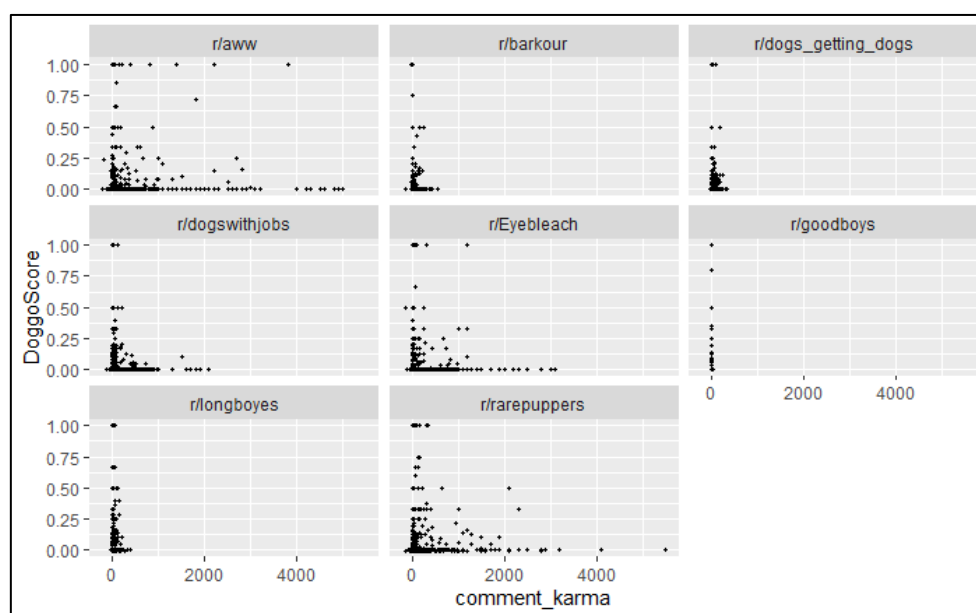 r/aww r/barkour r/dogs_getting_dogs
1.00
0.75
0.50
0.25
0.00
r/dogswithjobs r/Eyebleach r/goodboys
1.00
0.75
0.50
0.25
0.00
DoggoScore
0 2000 4000
r/longboyes r/rarepuppers
1.00
0.75
0.50
0.25
0.00
0 2000 4000 0 2000 4000
comment_karma